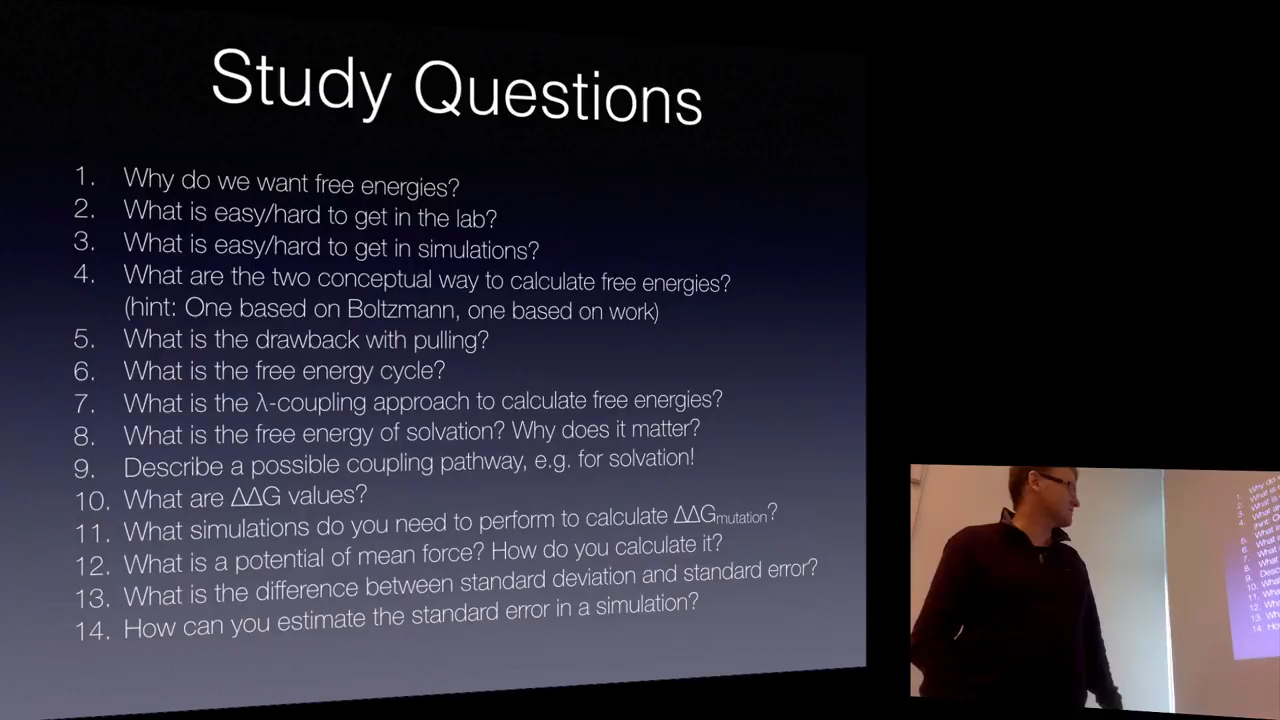 Study Questions
1. Why do we want free energies?
2. What is easy/hard to get in the lab?
3. What is easy/hard to get in simulations?
4. What are the two conceptual way to calculate free energies?
(hint: One based on Boltzmann, one based on work)
5. What is the drawback with pulling?
6. What is the free energy cycle?
7. What is the λ-coupling approach to calculate free energies?
8. What is the free energy of solvation? Why does it matter?
9. Describe a possible coupling pathway, e.g. for solvation!
10. What are ΔΔG values?
11. What simulations do you need to perform to calculate ΔΔGmutation?
12. What is a potential of mean force? How do you calculate it?
13. What is the difference between standard deviation and standard error?
14. How can you estimate the standard error in a simulation?